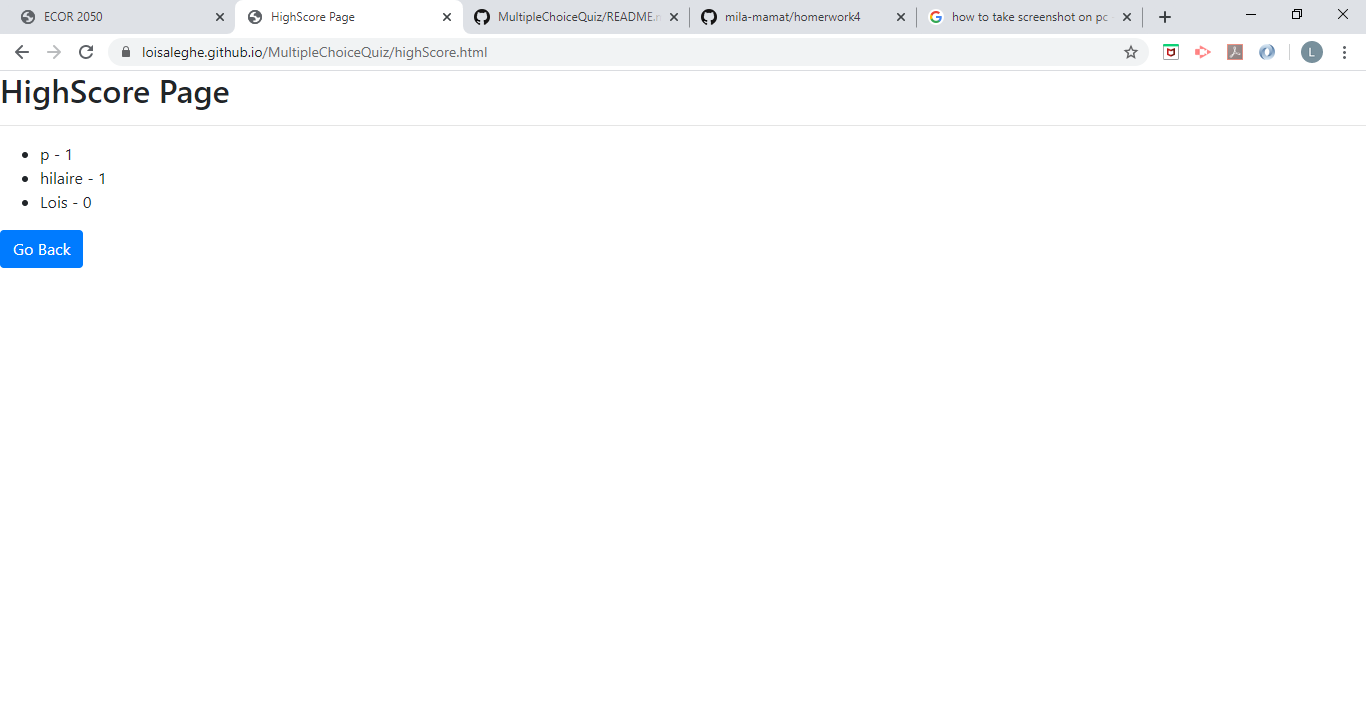 ECOR 2050
HighScore Page
MultipleChoiceQuiz/README.
mila-mamat/homerwork4
how to take screenshot on pc
loisaleghe.github.io/MultipleChoiceQuiz/highScore.html
L
HighScore Page
p - 1
hilaire - 1
Lois - 0
Go Back